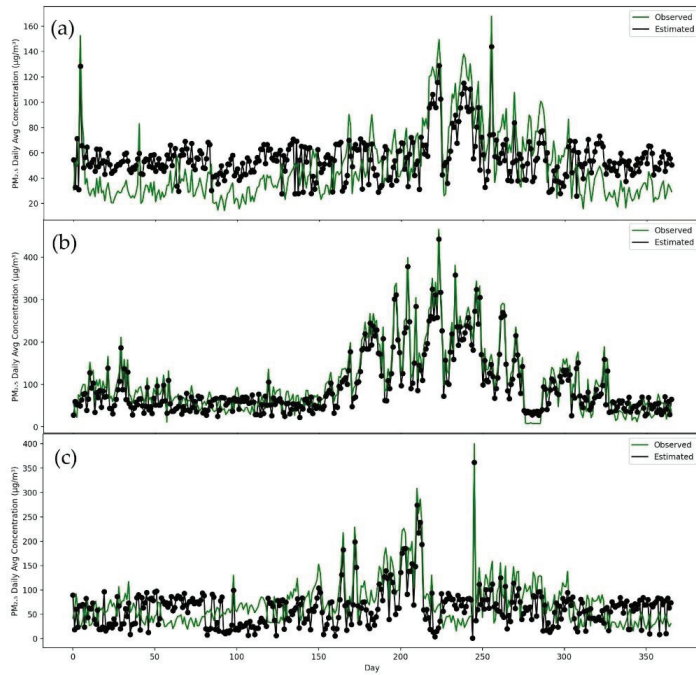 (a)
Observed
Estimated
PM₂.₅ Daily Avg Concentration (μg/m³)
160
140
120
100
80
60
40
20
(b)
Observed
Estimated
PM₂.₅ Daily Avg Concentration (μg/m³)
400
300
200
100
0
(c)
Observed
Estimated
PM₂.₅ Daily Avg Concentration (μg/m³)
400
350
300
250
200
150
100
50
0
0 50 100 150 200 250 300 350
Day